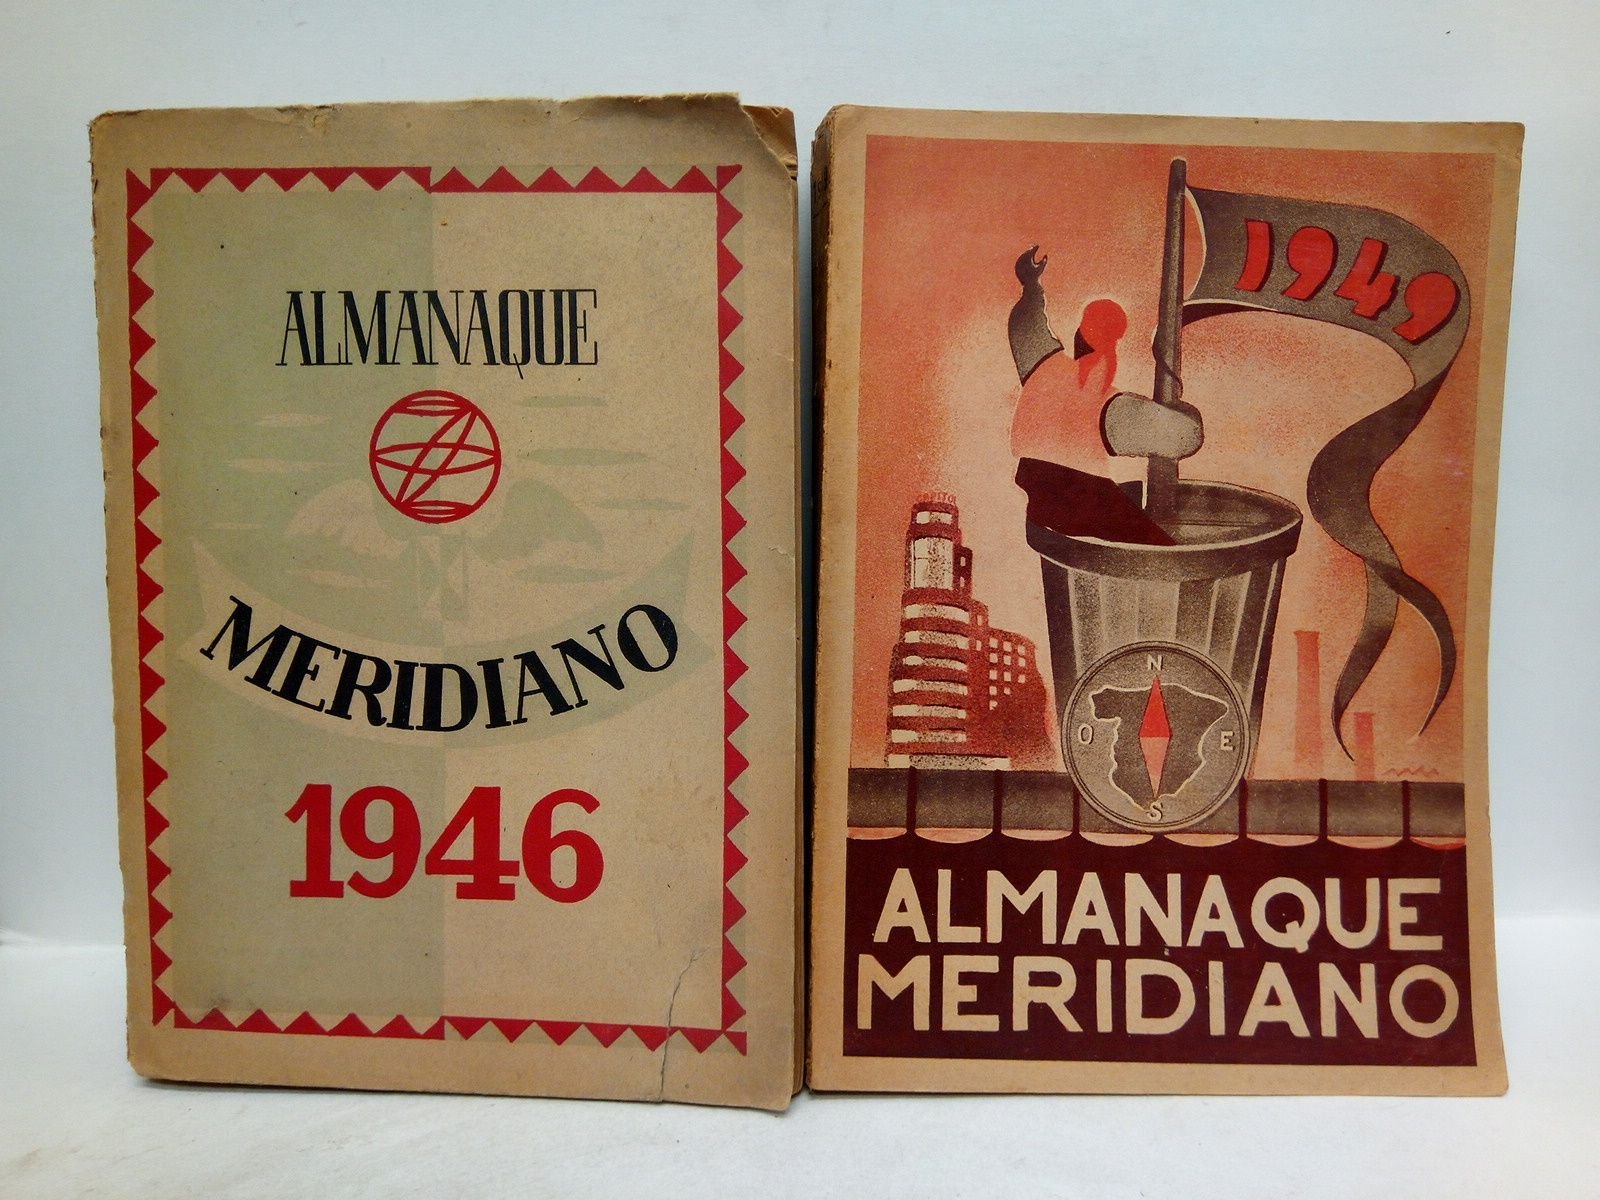 ALMANAQUE
MERIDIANO
1946
1949
N
O
E
S
ALMANAQUE
MERIDIANO